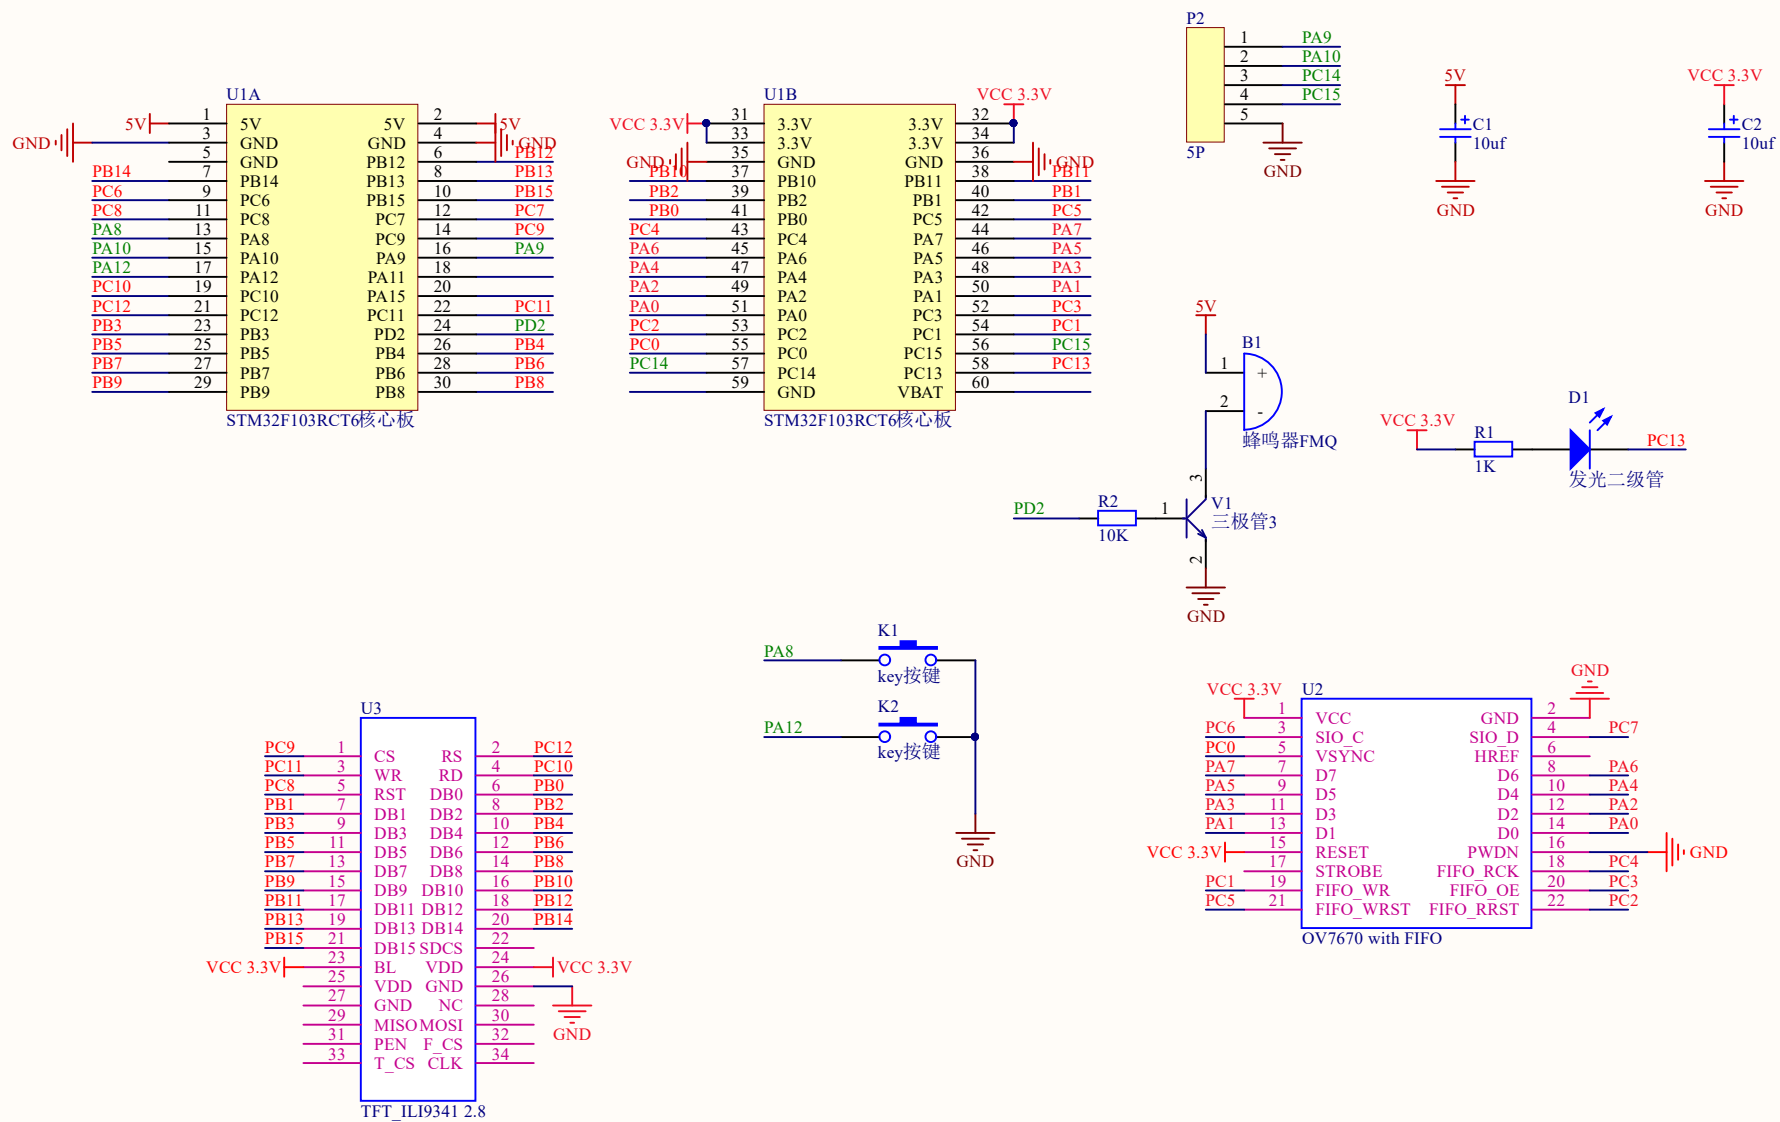 U1A
5V 1 5V 5V 2 5V
GND 3 GND GND 4 GND
5 GND PB12 6 PB12
PB14 7 PB14 PB13 8 PB13
PC6 9 PC6 PB15 10 PB15
PC8 11 PC8 PC7 12 PC7
PA8 13 PA8 PC9 14 PC9
PA10 15 PA10 PA9 16 PA9
PA12 17 PA12 PA11 18
PC10 19 PC10 PA15 20
PC12 21 PC12 PC11 22 PC11
PB3 23 PB3 PD2 24 PD2
PB5 25 PB5 PB4 26 PB4
PB7 27 PB7 PB6 28 PB6
PB9 29 PB9 PB8 30 PB8
STM32F103RCT6核心板
U1B
VCC 3.3V
VCC 3.3V 31 3.3V 3.3V 32
33 3.3V 3.3V 34
GND 35 GND GND 36 GND
PB10 37 PB10 PB11 38 PB11
PB2 39 PB2 PB1 40 PB1
PB0 41 PB0 PC5 42 PC5
PC4 43 PC4 PA7 44 PA7
PA6 45 PA6 PA5 46 PA5
PA4 47 PA4 PA3 48 PA3
PA2 49 PA2 PA1 50 PA1
PA0 51 PA0 PC3 52 PC3
PC2 53 PC2 PC1 54 PC1
PC0 55 PC0 PC15 56 PC15
PC14 57 PC14 PC13 58 PC13
59 GND VBAT 60
STM32F103RCT6核心板
P2
1 PA9
2 PA10
3 PC14
4 PC15
5
5P
GND
5V
C1
10uf
GND
VCC 3.3V
C2
10uf
GND
5V
B1
1 +
2 -
蜂鸣器FMQ
3
PD2 R2 1 V1
10K 三极管3
2
GND
VCC 3.3V R1 D1 PC13
1K 发光二级管
K1
PA8
key按键
K2
PA12
key按键
GND
U3
PC9 1 CS RS 2 PC12
PC11 3 WR RD 4 PC10
PC8 5 RST DB0 6 PB0
PB1 7 DB1 DB2 8 PB2
PB3 9 DB3 DB4 10 PB4
PB5 11 DB5 DB6 12 PB6
PB7 13 DB7 DB8 14 PB8
PB9 15 DB9 DB10 16 PB10
PB11 17 DB11 DB12 18 PB12
PB13 19 DB13 DB14 20 PB14
PB15 21 DB15 SDCS 22
VCC 3.3V 23 BL VDD 24 VCC 3.3V
25 VDD GND 26
27 GND NC 28
29 MISO MOSI 30 GND
31 PEN F_CS 32
33 T_CS CLK 34
TFT_ILI9341 2.8
GND
VCC 3.3V U2
1 VCC GND 2
PC6 3 SIO_C SIO_D 4 PC7
PC0 5 VSYNC HREF 6
PA7 7 D7 D6 8 PA6
PA5 9 D5 D4 10 PA4
PA3 11 D3 D2 12 PA2
PA1 13 D1 D0 14 PA0
VCC 3.3V 15 RESET PWDN 16 GND
17 STROBE FIFO_RCK 18 PC4
PC1 19 FIFO_WR FIFO_OE 20 PC3
PC5 21 FIFO_WRST FIFO_RRST 22 PC2
OV7670 with FIFO